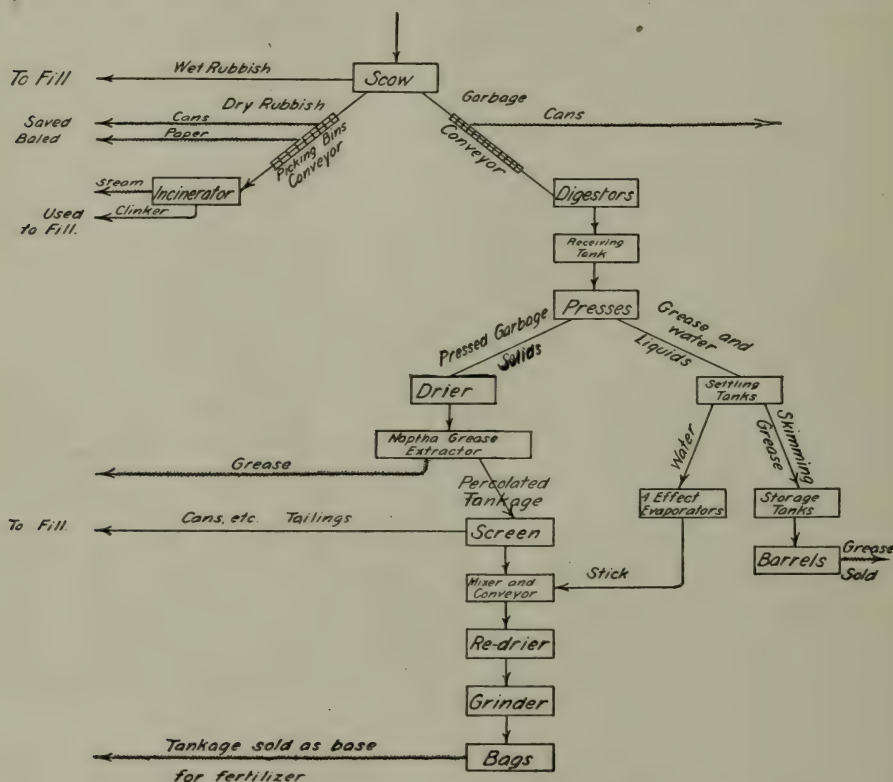 Scow
To Fill
Wet Rubbish
Garbage
Dry Rubbish
Saved
Cans
Cans
Baled
Paper
Picking Bins
Conveyor
Conveyor
Steam
Incinerator
Clinker
Used
to Fill.
Digestors
Receiving
Tank
Presses
Pressed Garbage
Solids
Grease and
water
Liquids
Drier
Settling
Tanks
Naptha Grease
Extractor
Grease
Water
Skimming
Grease
Percolated
Tankage
4 Effect
Evaporators
Storage
Tanks
To Fill.
Cans, etc. Tailings
Screen
Barrels
Grease
Sold
Mixer and
Conveyor
Stick
Re-drier
Grinder
Tankage sold as base
for fertilizer
Bags